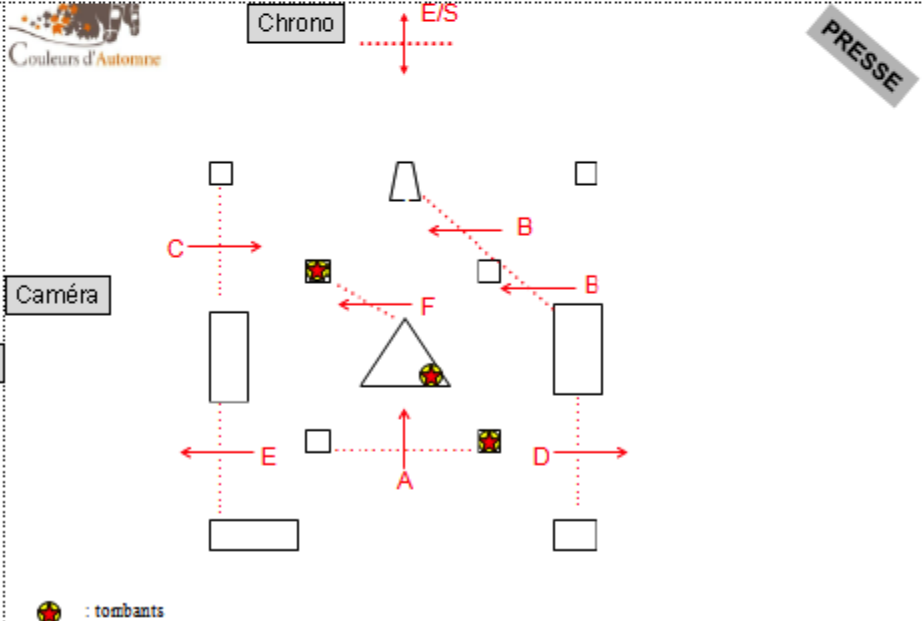 Couleurs d'Automne
Chrono
E/S
PRESSE
B
C
B
Caméra
F
E
D
A
: tombants